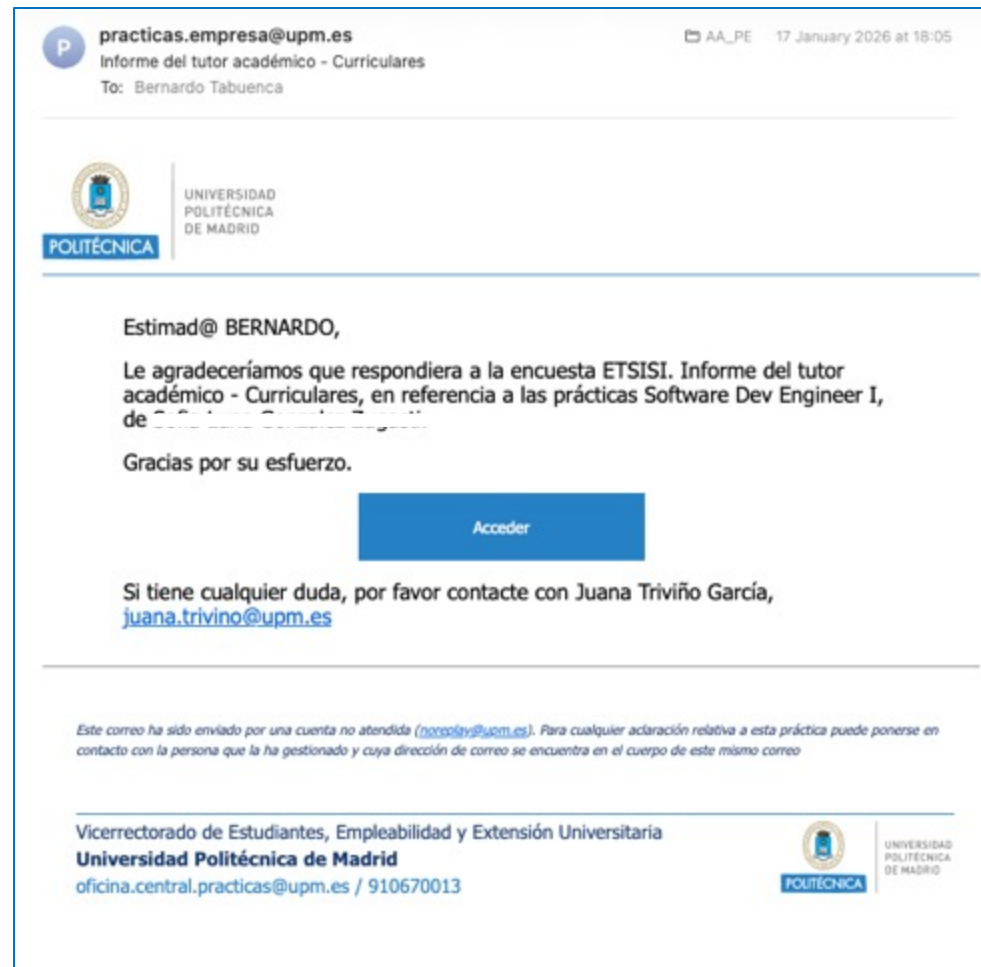 P
practicas.empresa@upm.es
AA_PE 17 January 2026 at 18:05
Informe del tutor académico - Curriculares
To: Bernardo Tabuenca
UNIVERSIDAD
POLITÉCNICA
DE MADRID
POLITÉCNICA
Estimad@ BERNARDO,
Le agradeceríamos que respondiera a la encuesta ETSISI. Informe del tutor
académico - Curriculares, en referencia a las prácticas Software Dev Engineer I,
de
Gracias por su esfuerzo.
Acceder
Si tiene cualquier duda, por favor contacte con Juana Triviño García,
juana.trivino@upm.es
Este correo ha sido enviado por una cuenta no atendida (noreplay@upm.es). Para cualquier aclaración relativa a esta práctica puede ponerse en
contacto con la persona que la ha gestionado y cuya dirección de correo se encuentra en el cuerpo de este mismo correo
Vicerrectorado de Estudiantes, Empleabilidad y Extensión Universitaria
Universidad Politécnica de Madrid
oficina.central.practicas@upm.es / 910670013
UNIVERSIDAD
POLITÉCNICA
DE MADRID
POLITÉCNICA